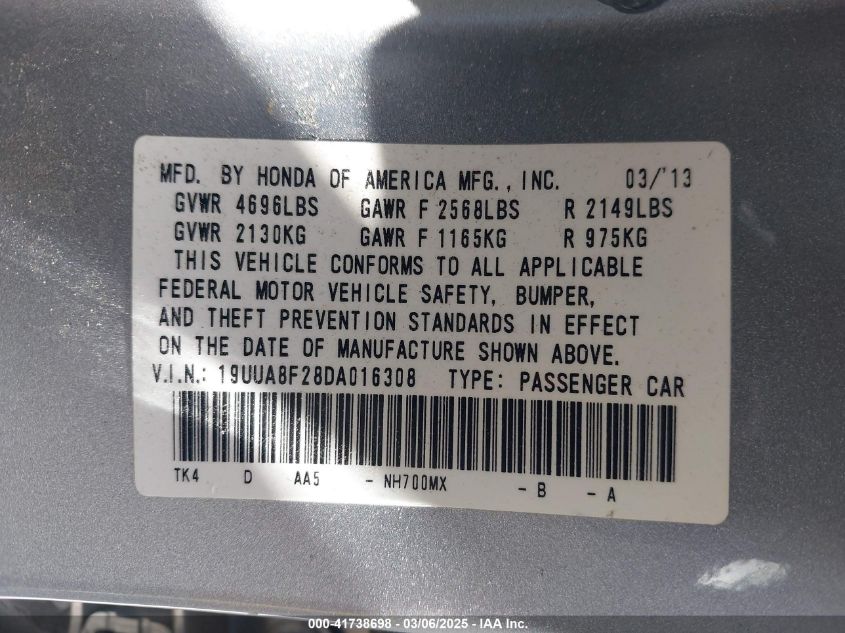 MFD. BY HONDA OF AMERICA MFG., INC. 03/'13
GVWR 4696LBS GAWR F 2568LBS R 2149LBS
GVWR 2130KG GAWR F 1165KG R 975KG
THIS VEHICLE CONFORMS TO ALL APPLICABLE
FEDERAL MOTOR VEHICLE SAFETY, BUMPER,
AND THEFT PREVENTION STANDARDS IN EFFECT
ON THE DATE OF MANUFACTURE SHOWN ABOVE.
V.I.N.: 19UUA8F28DA016308 TYPE: PASSENGER CAR
TK4 D AA5 - NH700MX - B - A
000-41738698 - 03/06/2025 - IAA Inc.